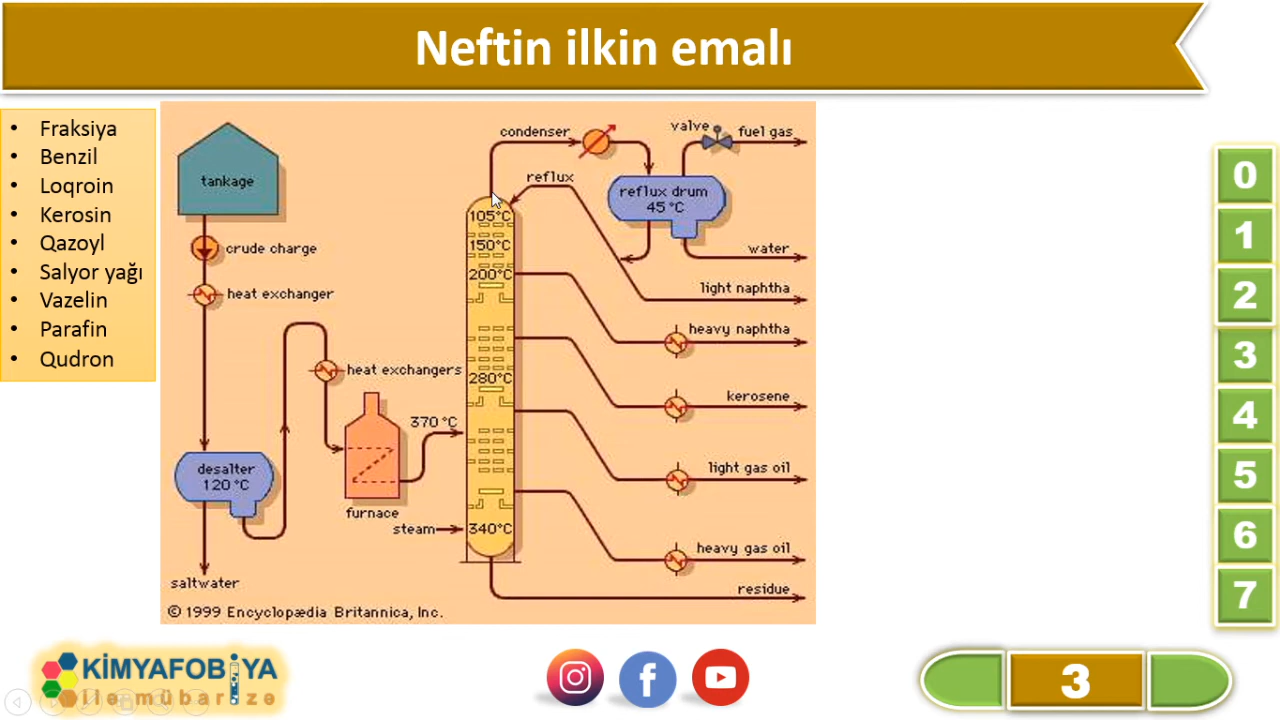 Neftin ilkin emalı
• Fraksiya
• Benzil
• Loqroin
• Kerosin
• Qazoyl
• Salyor yağı
• Vazelin
• Parafin
• Qudron
tankage
crude charge
heat exchanger
desalter
120 °C
saltwater
heat exchangers
furnace
370 °C
steam
condenser
reflux
105°C
150°C
200°C
280°C
340°C
valve
fuel gas
reflux drum
45 °C
water
light naphtha
heavy naphtha
kerosene
light gas oil
heavy gas oil
residue
© 1999 Encyclopædia Britannica, Inc.
0
1
2
3
4
5
6
7
KİMYAFOBİYA
ilə mübarizə
3